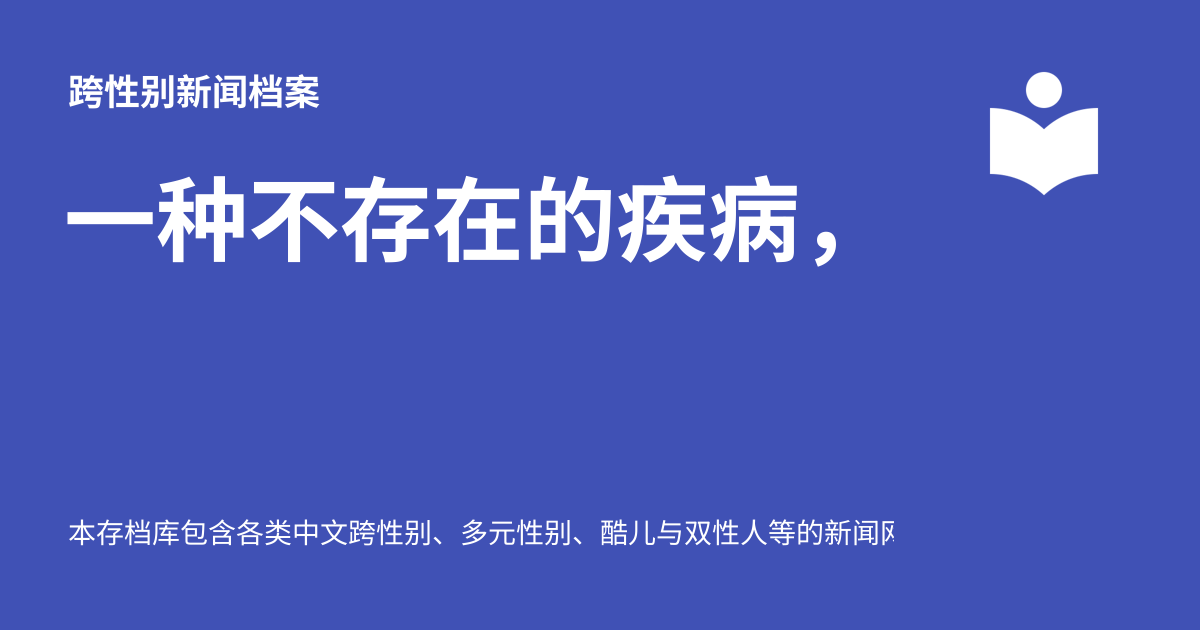 跨性别新闻档案
一种不存在的疾病，
本存档库包含各类中文跨性别、多元性别、酷儿与双性人等的新闻网